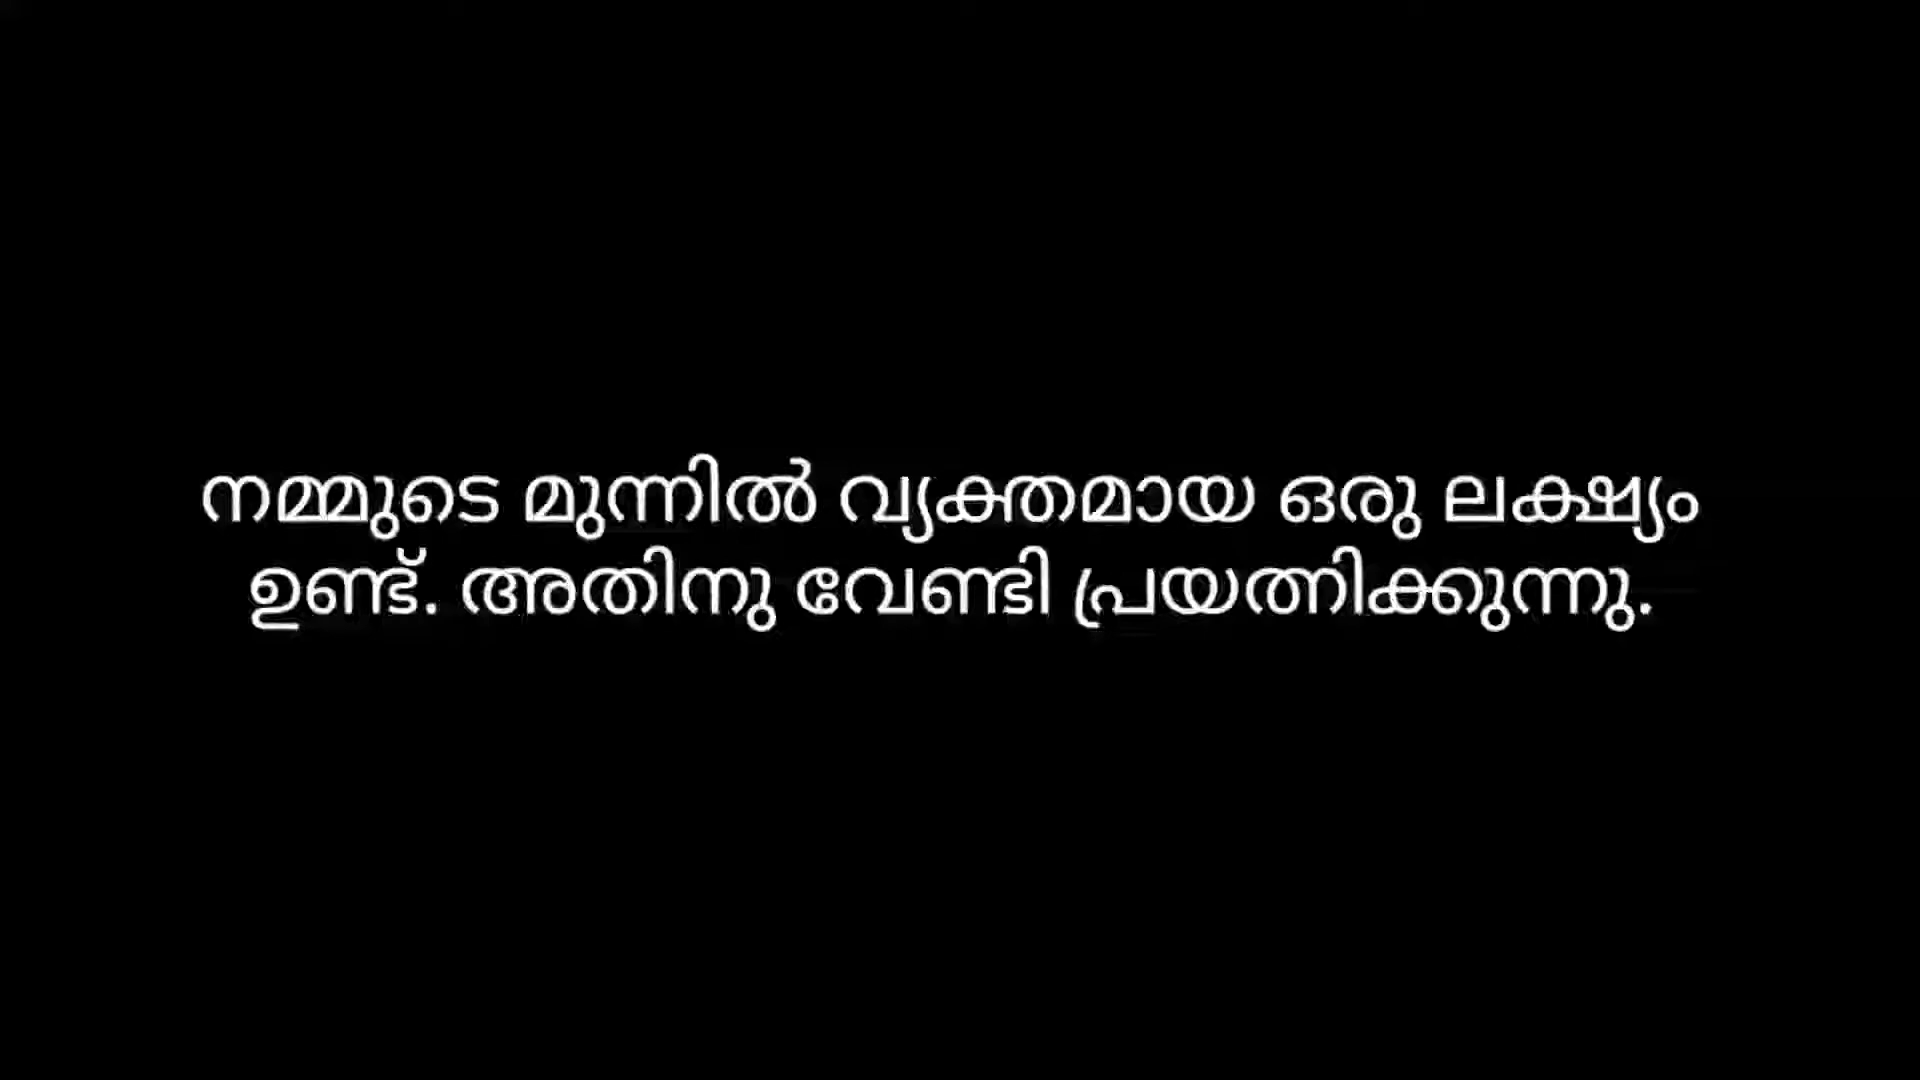 നമ്മുടെ മുന്നിൽ വ്യക്തമായ ഒരു ലക്ഷ്യം
ഉണ്ട്. അതിനു വേണ്ടി പ്രയത്നിക്കുന്നു.